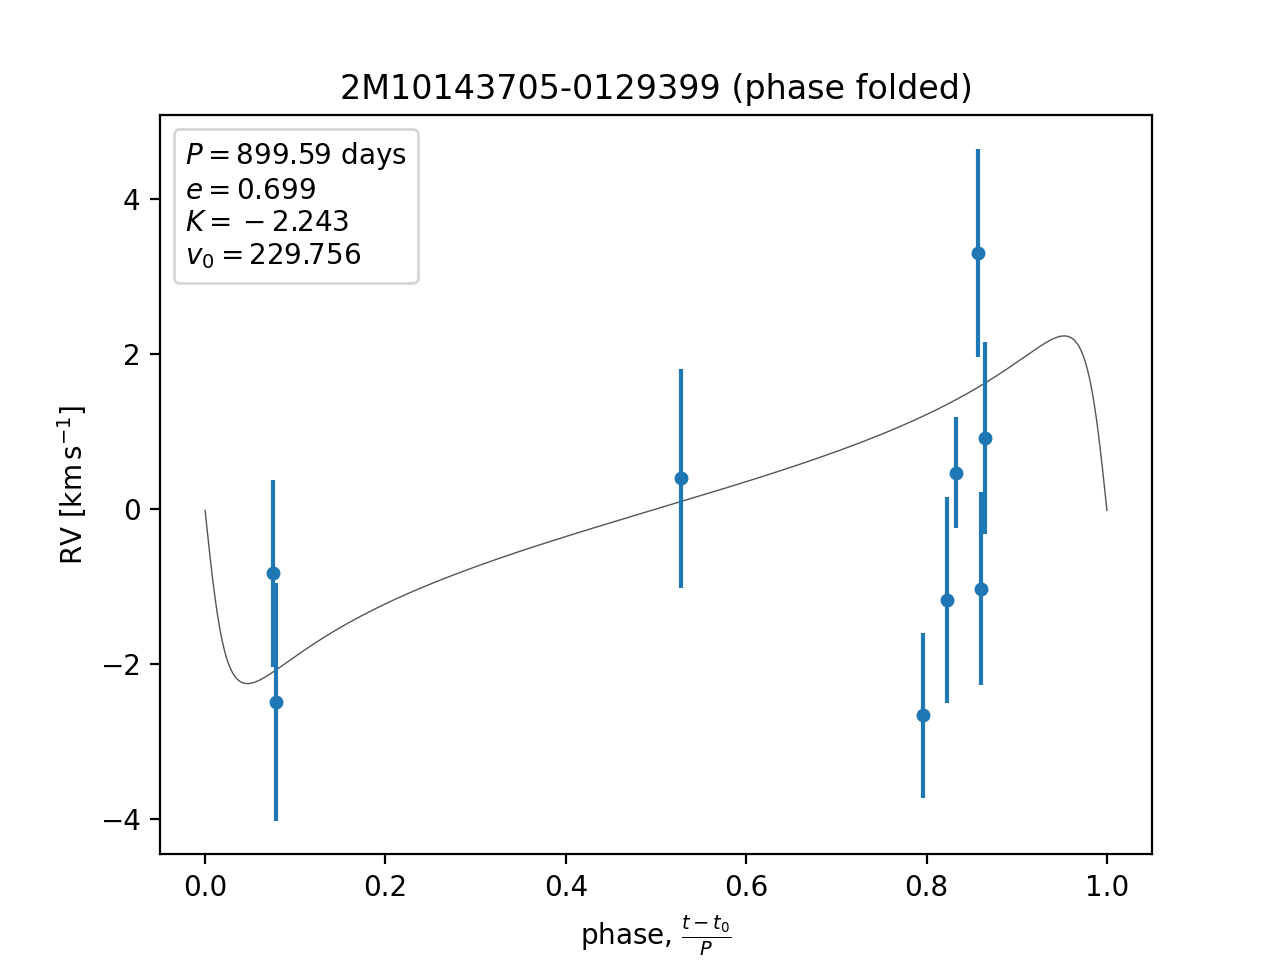 2M10143705-0129399 (phase folded)
P = 899.59 days
e = 0.699
K = −2.243
v₀ = 229.756
RV [km s⁻¹]
4
2
0
−2
−4
0.0 0.2 0.4 0.6 0.8 1.0
phase, (t − t₀)/P